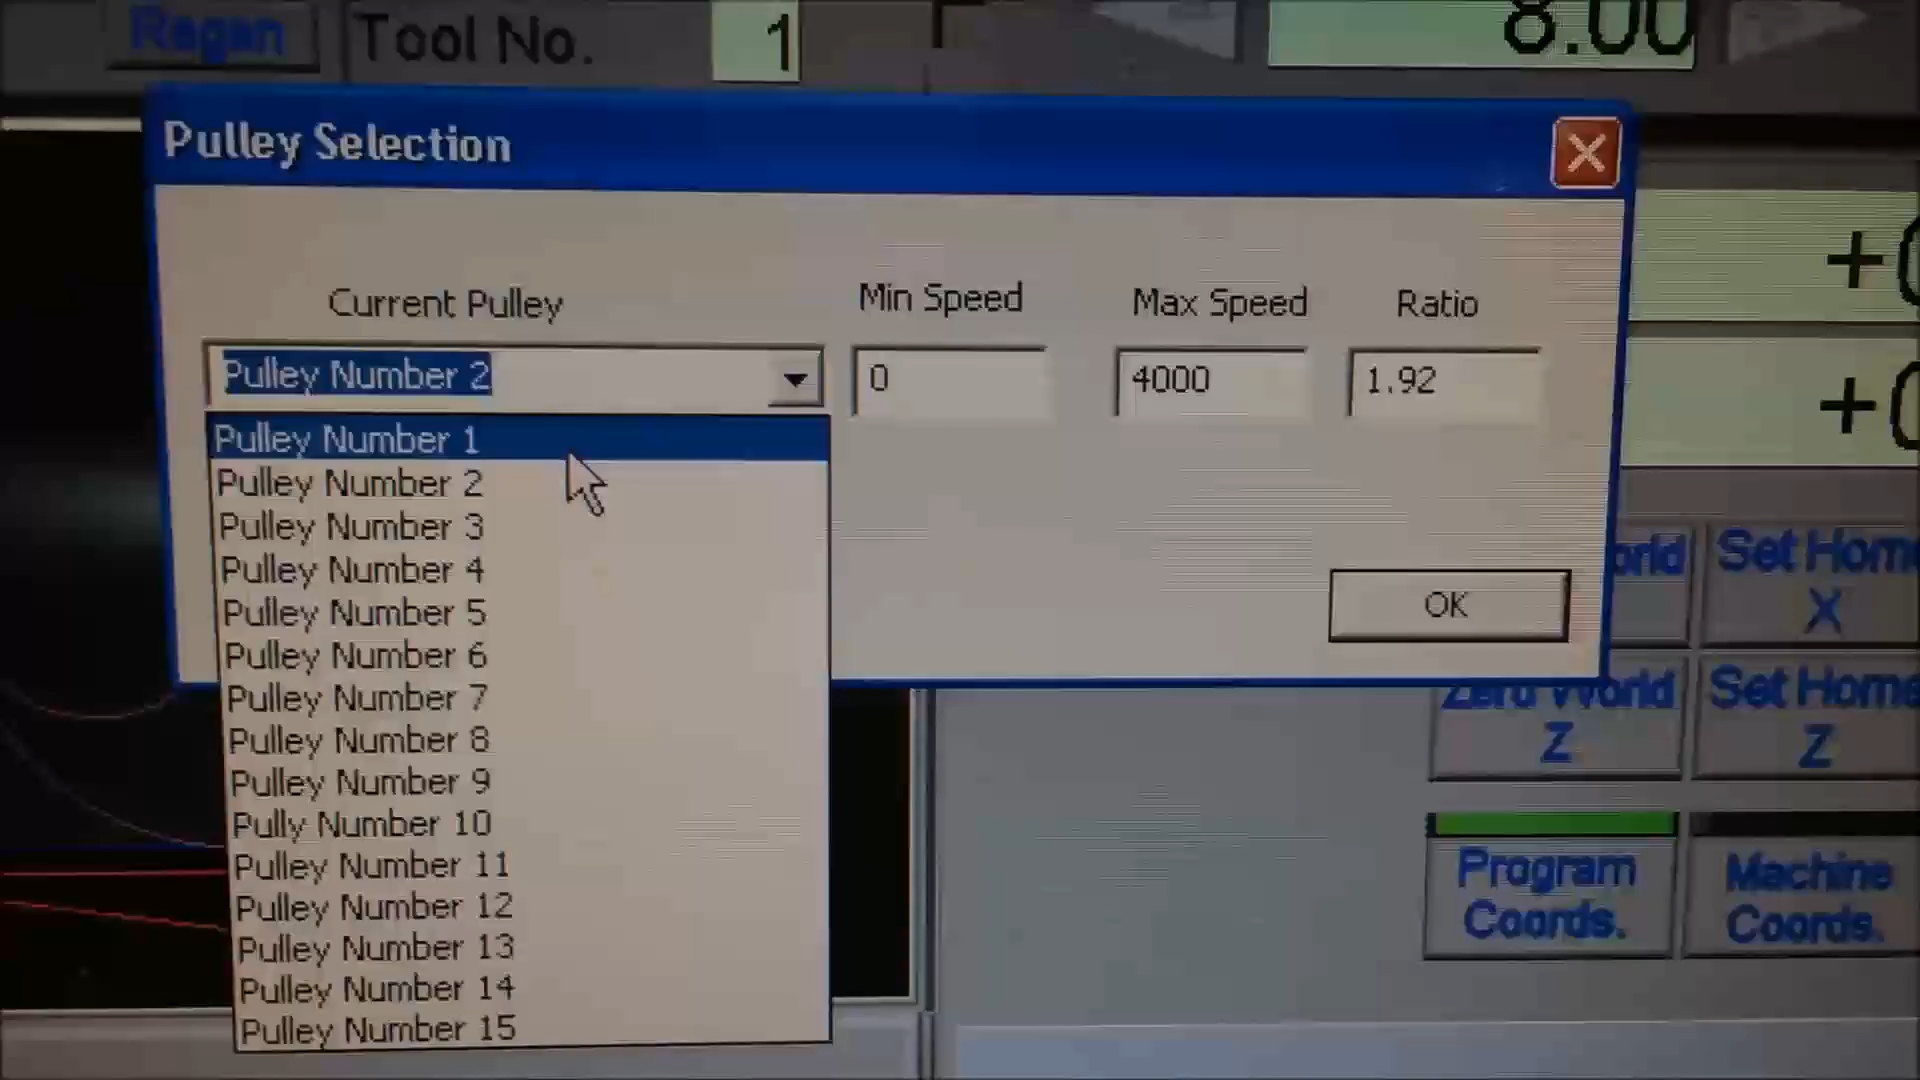 Regen
Tool No.
1
8.00
Pulley Selection
Current Pulley
Min Speed
Max Speed
Ratio
Pulley Number 2
0
4000
1.92
Pulley Number 1
Pulley Number 2
Pulley Number 3
Pulley Number 4
Pulley Number 5
Pulley Number 6
Pulley Number 7
Pulley Number 8
Pulley Number 9
Pully Number 10
Pulley Number 11
Pulley Number 12
Pulley Number 13
Pulley Number 14
Pulley Number 15
OK
Set Home
X
Zero World
Z
Set Home
Z
Program
Coords.
Machine
Coords.